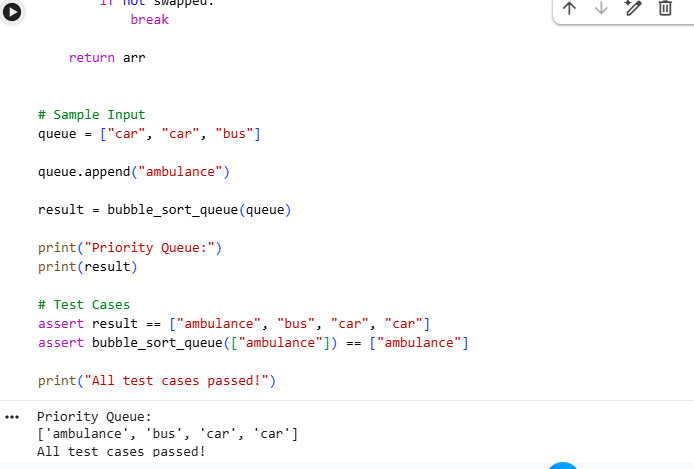 if not swapped:
break
return arr
# Sample Input
queue = ["car", "car", "bus"]
queue.append("ambulance")
result = bubble_sort_queue(queue)
print("Priority Queue:")
print(result)
# Test Cases
assert result == ["ambulance", "bus", "car", "car"]
assert bubble_sort_queue(["ambulance"]) == ["ambulance"]
print("All test cases passed!")
Priority Queue:
['ambulance', 'bus', 'car', 'car']
All test cases passed!